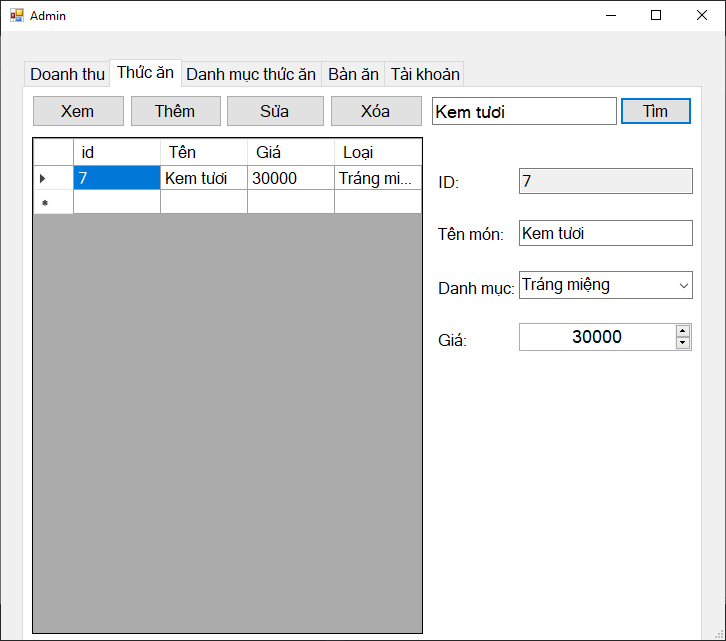 Admin
Doanh thu Thức ăn Danh mục thức ăn Bàn ăn Tài khoản
Xem Thêm Sửa Xóa Kem tươi Tìm
id Tên Giá Loại
7 Kem tươi 30000 Tráng mi...
ID: 7
Tên món: Kem tươi
Danh mục: Tráng miệng
Giá: 30000